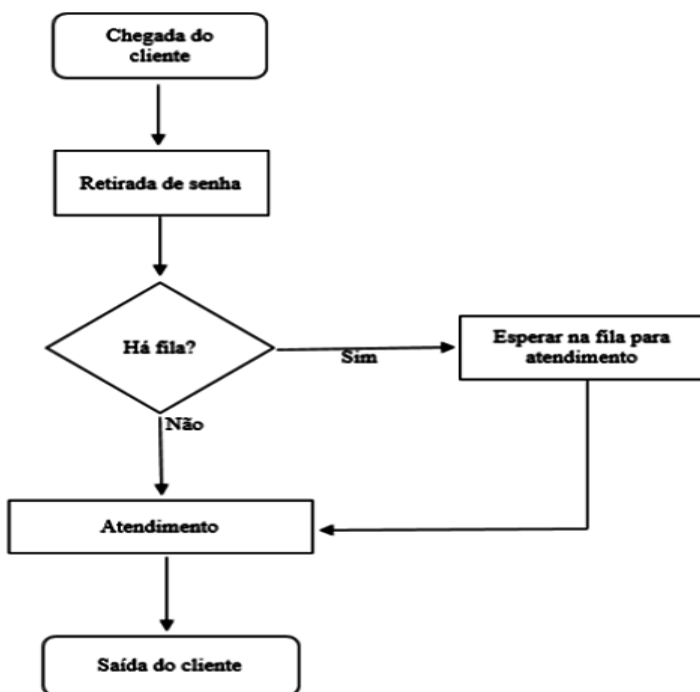 Chegada do
cliente
Retirada de senha
Há fila?
Sim
Esperar na fila para
atendimento
Não
Atendimento
Saída do cliente